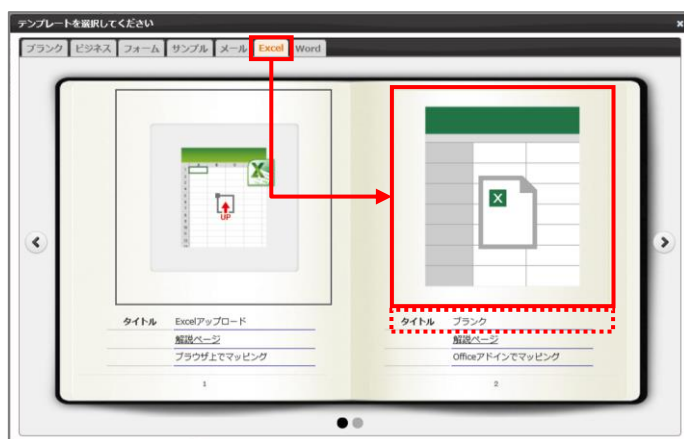 テンプレートを選択してください
ブランク ビジネス フォーム サンプル メール Excel Word
UP
タイトル Excelアップロード
解説ページ
ブラウザ上でマッピング
1
タイトル ブランク
解説ページ
Officeアドインでマッピング
2